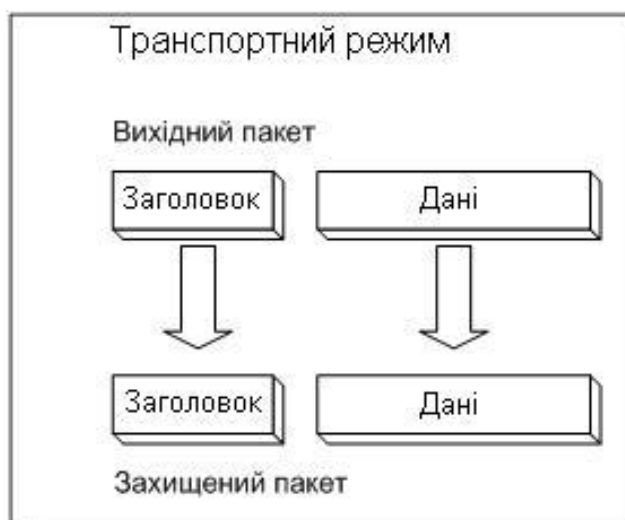 Транспортний режим
Вихідний пакет
Заголовок Дані
Заголовок Дані
Захищений пакет